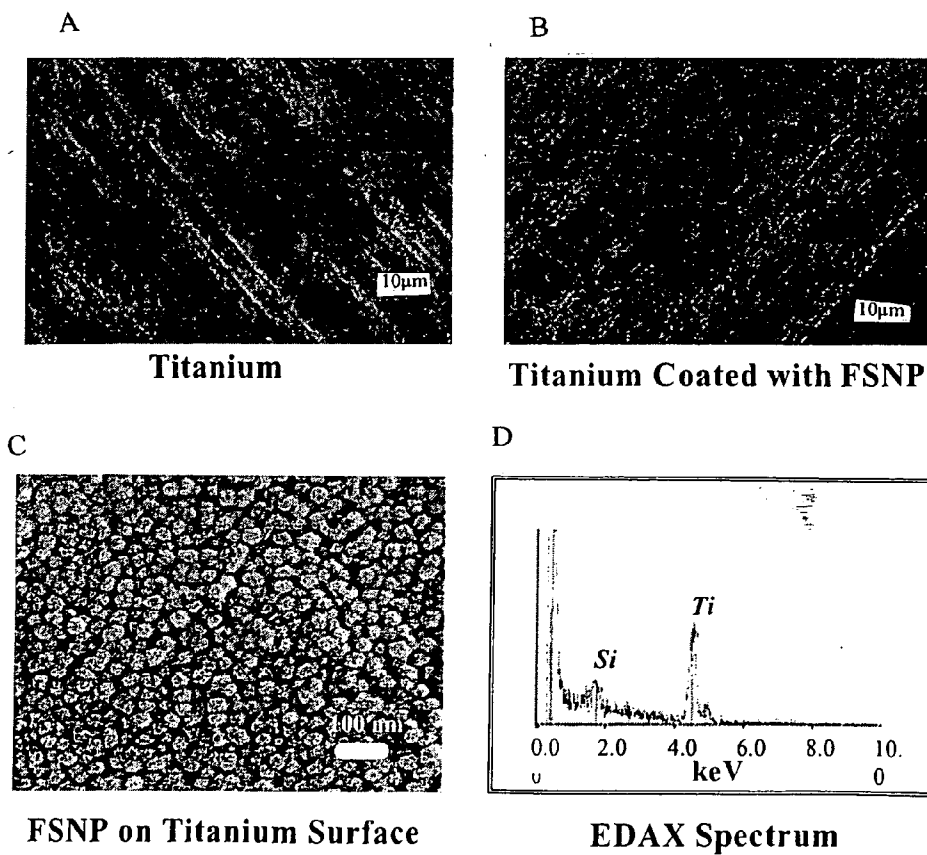 A
B
10μm
10μm
Titanium
Titanium Coated with FSNP
C
D
100 nm
Ti
Si
0.0 2.0 4.0 6.0 8.0 10.
keV
0
FSNP on Titanium Surface
EDAX Spectrum